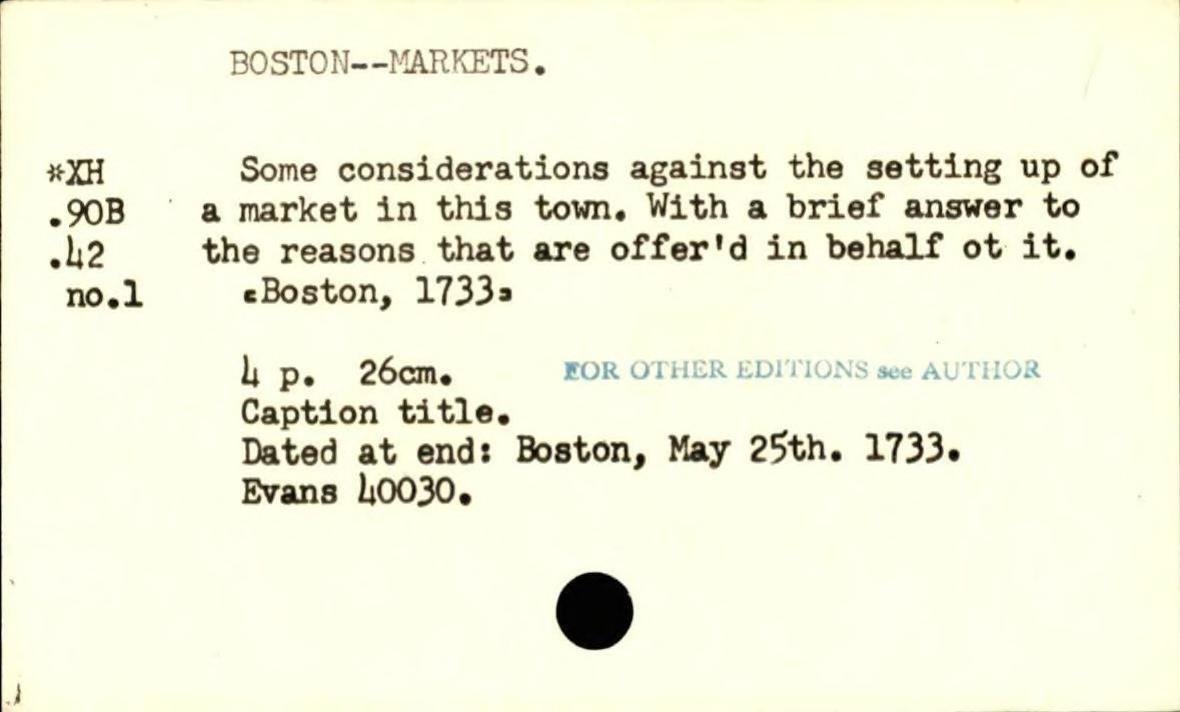 BOSTON--MARKETS.
*XH Some considerations against the setting up of
.90B a market in this town. With a brief answer to
.42 the reasons that are offer'd in behalf ot it.
no.1 [Boston, 1733]
4 p. 26cm. FOR OTHER EDITIONS see AUTHOR
Caption title.
Dated at end: Boston, May 25th. 1733.
Evans 40030.